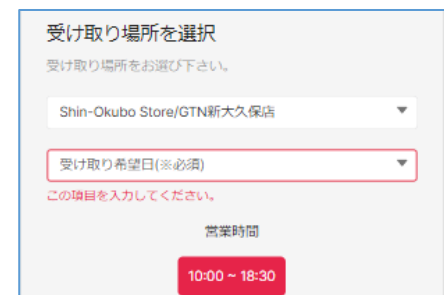 受け取り場所を選択
受け取り場所をお選び下さい。
Shin-Okubo Store/GTN新大久保店
受け取り希望日(※必須)
この項目を入力してください。
営業時間
10:00 ~ 18:30